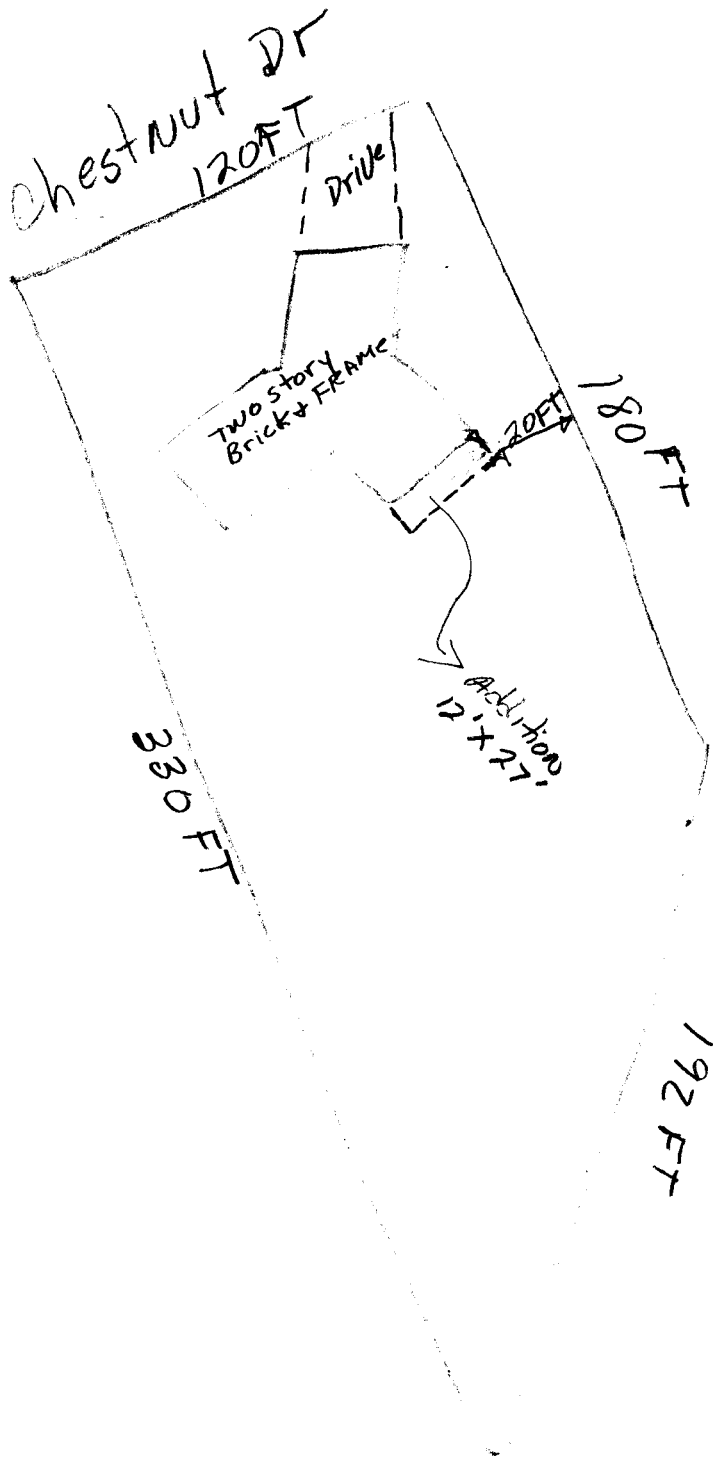 Chestnut Dr
120FT
Drive
Two story
Brick & FRAME
20FT
180 FT
Addition
12' x 27'
330 FT
192 FT